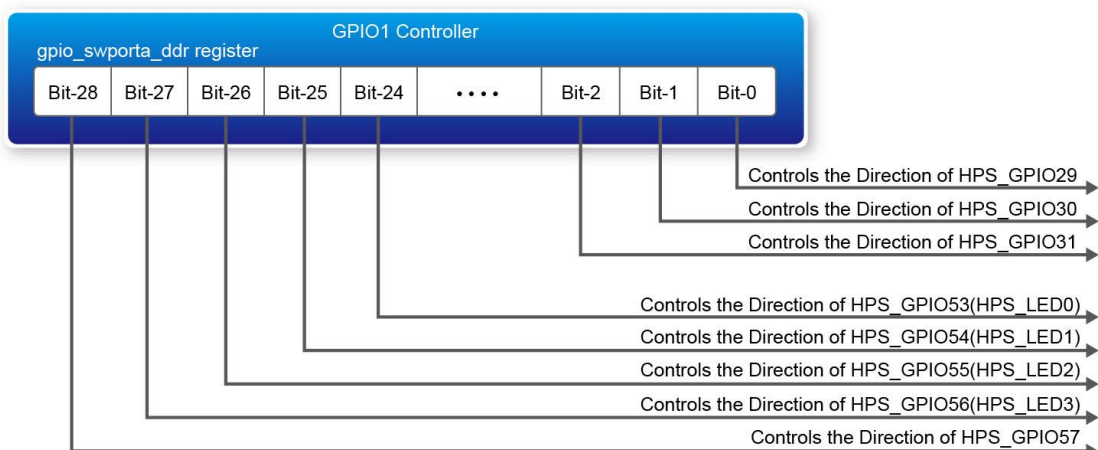 GPIO1 Controller
gpio_swporta_ddr register
Bit-28 Bit-27 Bit-26 Bit-25 Bit-24 •••• Bit-2 Bit-1 Bit-0
Controls the Direction of HPS_GPIO29
Controls the Direction of HPS_GPIO30
Controls the Direction of HPS_GPIO31
Controls the Direction of HPS_GPIO53(HPS_LED0)
Controls the Direction of HPS_GPIO54(HPS_LED1)
Controls the Direction of HPS_GPIO55(HPS_LED2)
Controls the Direction of HPS_GPIO56(HPS_LED3)
Controls the Direction of HPS_GPIO57